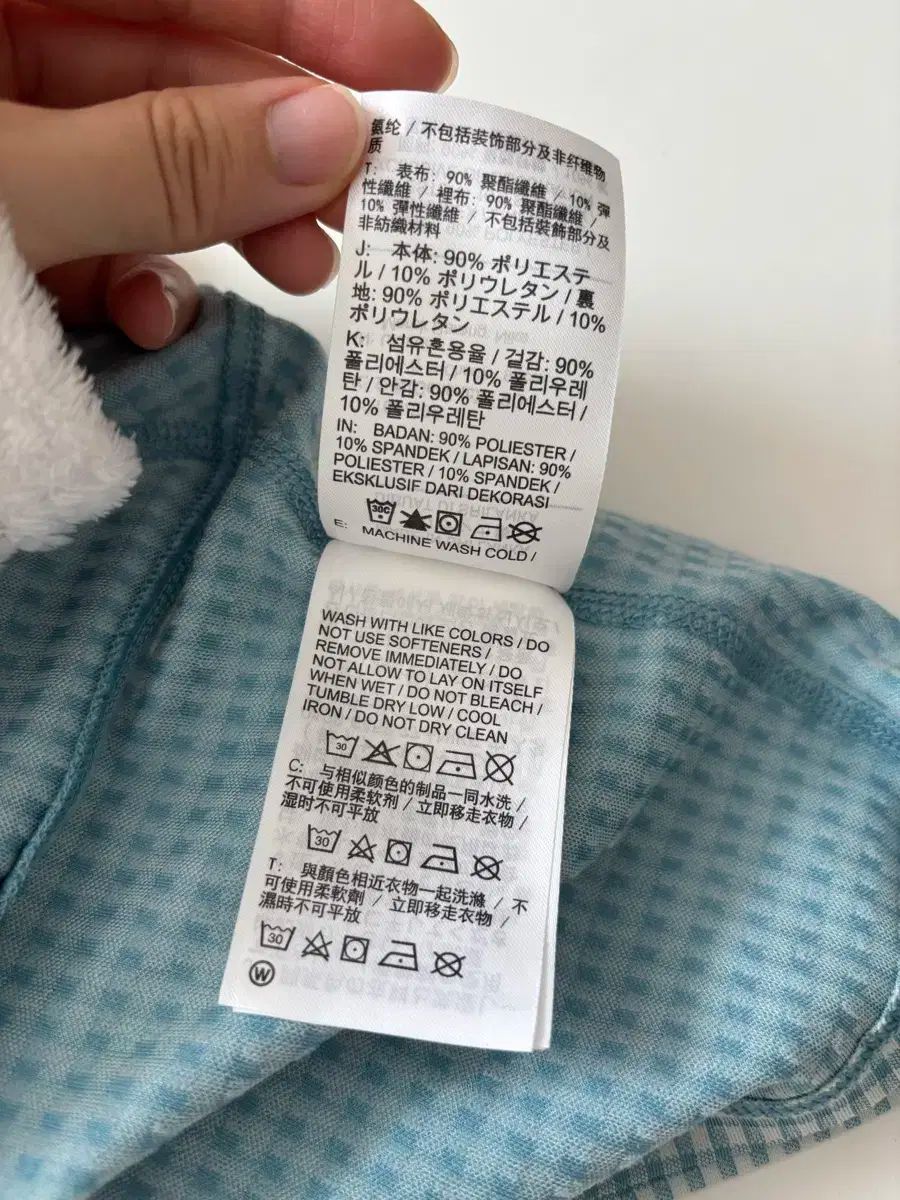 氨纶 / 不包括装饰部分及非纤维物
质
T: 表布: 90% 聚酯纖維 / 10% 彈
性纖維 / 裡布: 90% 聚酯纖維 /
10% 彈性纖維 / 不包括裝飾部分及
非紡織材料
J: 本体: 90% ポリエステ
ル / 10% ポリウレタン / 裏
地: 90% ポリエステル / 10%
ポリウレタン
K: 섬유혼용율 / 겉감: 90%
폴리에스터 / 10% 폴리우레
탄 / 안감: 90% 폴리에스터 /
10% 폴리우레탄
IN: BADAN: 90% POLIESTER /
10% SPANDEK / LAPISAN: 90%
POLIESTER / 10% SPANDEK /
EKSKLUSIF DARI DEKORASI
30C
E: MACHINE WASH COLD /
WASH WITH LIKE COLORS / DO
NOT USE SOFTENERS /
REMOVE IMMEDIATELY / DO
NOT ALLOW TO LAY ON ITSELF
WHEN WET / DO NOT BLEACH /
TUMBLE DRY LOW / COOL
IRON / DO NOT DRY CLEAN
30
C: 与相似颜色的制品一同水洗 /
不可使用柔软剂 / 立即移走衣物 /
湿时不可平放
30
T: 與顏色相近衣物一起洗滌 / 不
可使用柔軟劑 / 立即移走衣物 /
濕時不可平放
30
W